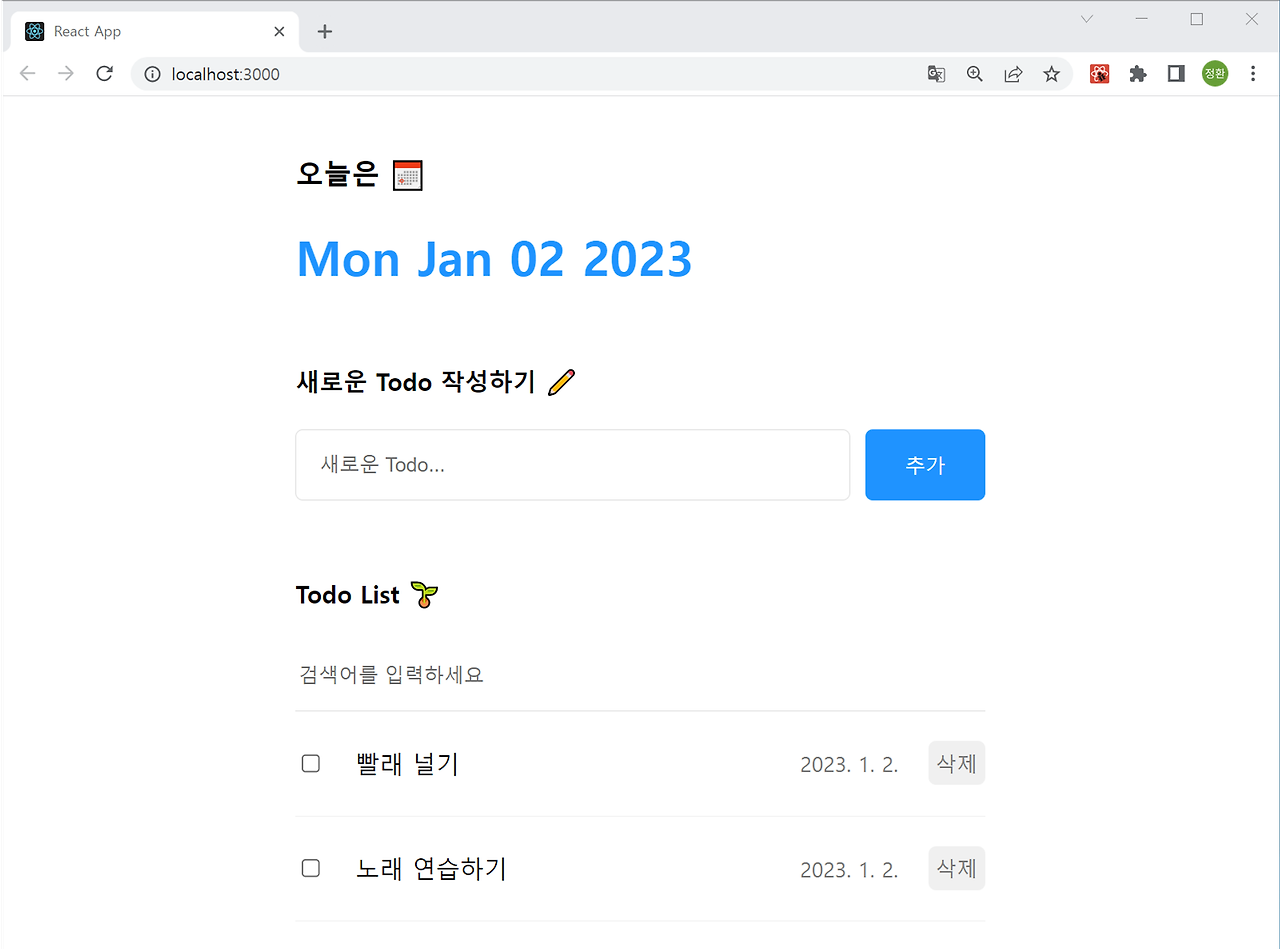 React App
localhost:3000
정환
오늘은 📅
Mon Jan 02 2023
새로운 Todo 작성하기 ✏️
새로운 Todo...
추가
Todo List 🌱
검색어를 입력하세요
빨래 널기 2023. 1. 2. 삭제
노래 연습하기 2023. 1. 2. 삭제